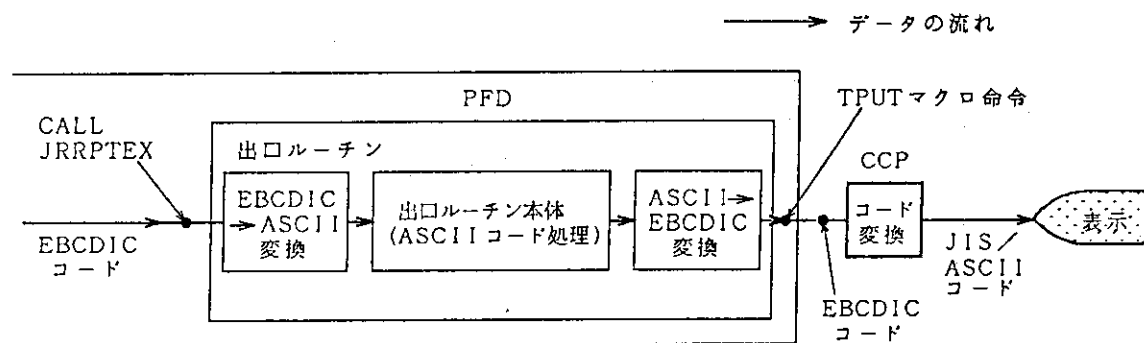 データの流れ
PFD
TPUTマクロ命令
CALL
JRRPTEX
出口ルーチン
CCP
EBCDIC
→ASCII
変換
出口ルーチン本体
(ASCIIコード処理)
ASCII→
EBCDIC
変換
コード
変換
表示
EBCDIC
コード
JIS/
ASCII
コード
EBCDIC
コード